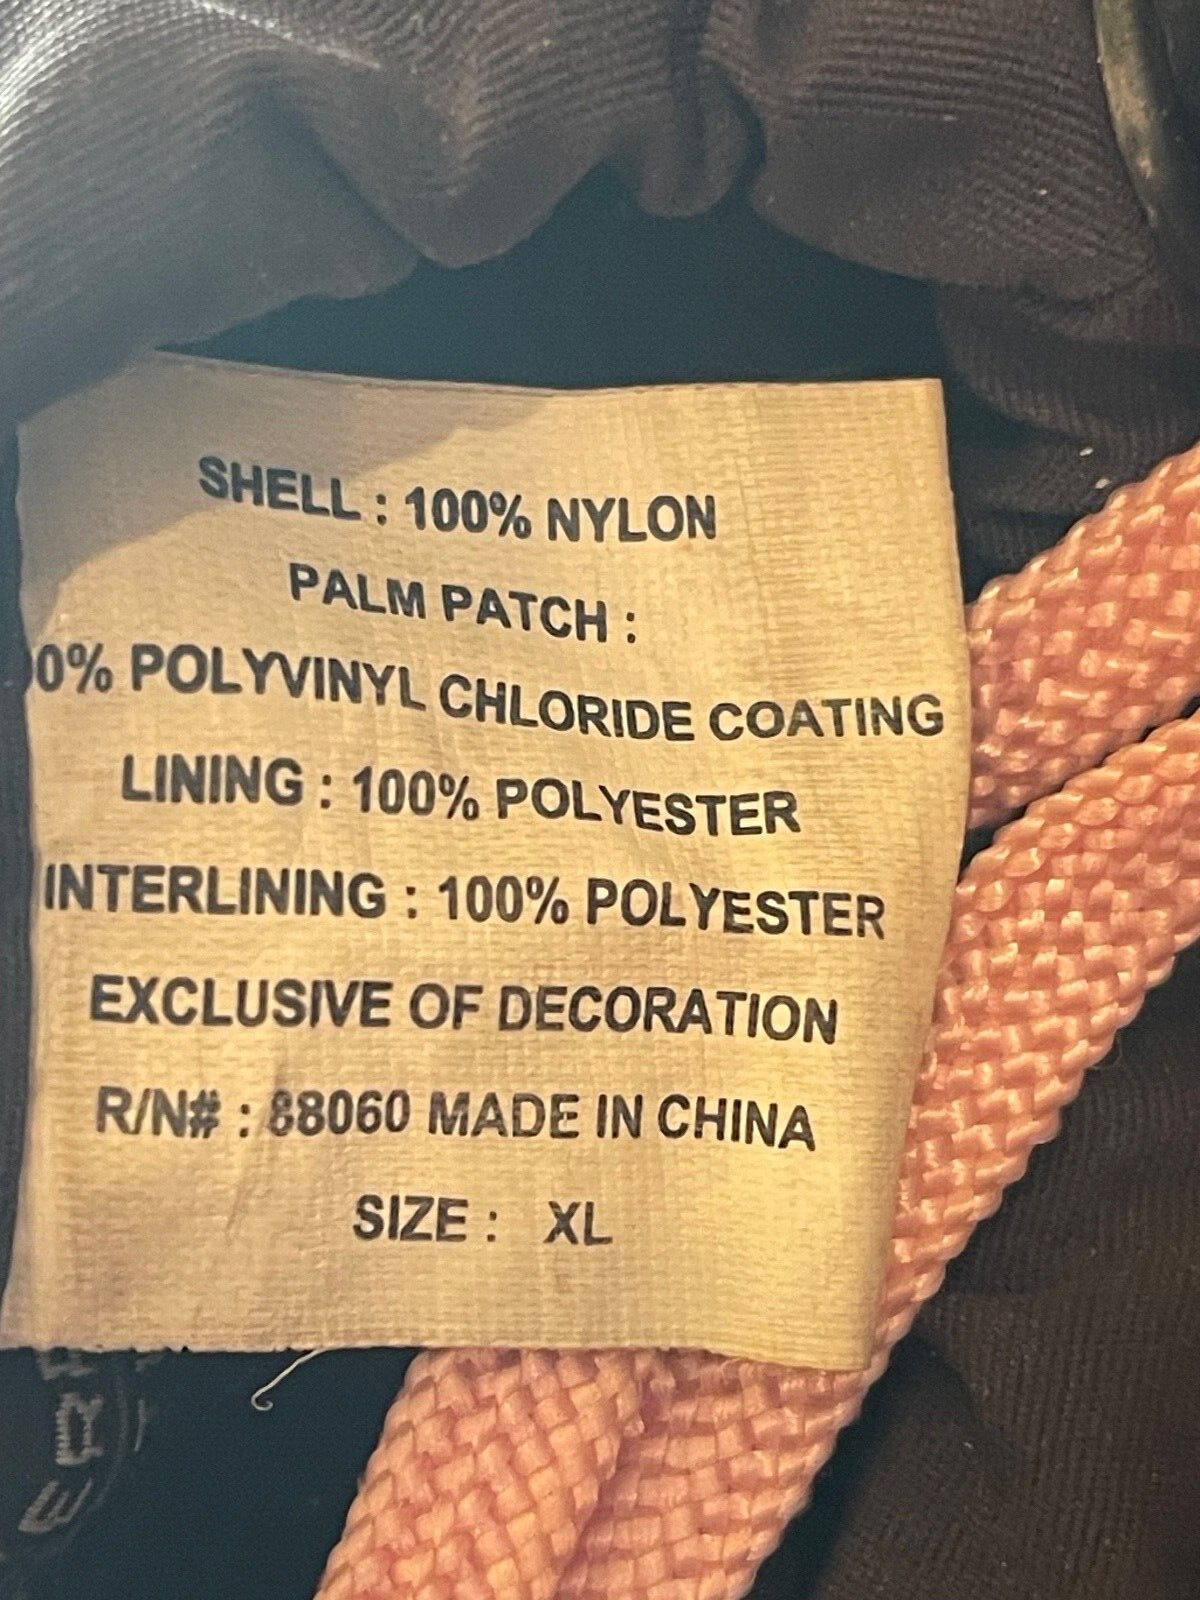 SHELL : 100% NYLON
PALM PATCH :
00% POLYVINYL CHLORIDE COATING
LINING : 100% POLYESTER
INTERLINING : 100% POLYESTER
EXCLUSIVE OF DECORATION
R/N# : 88060 MADE IN CHINA
SIZE : XL